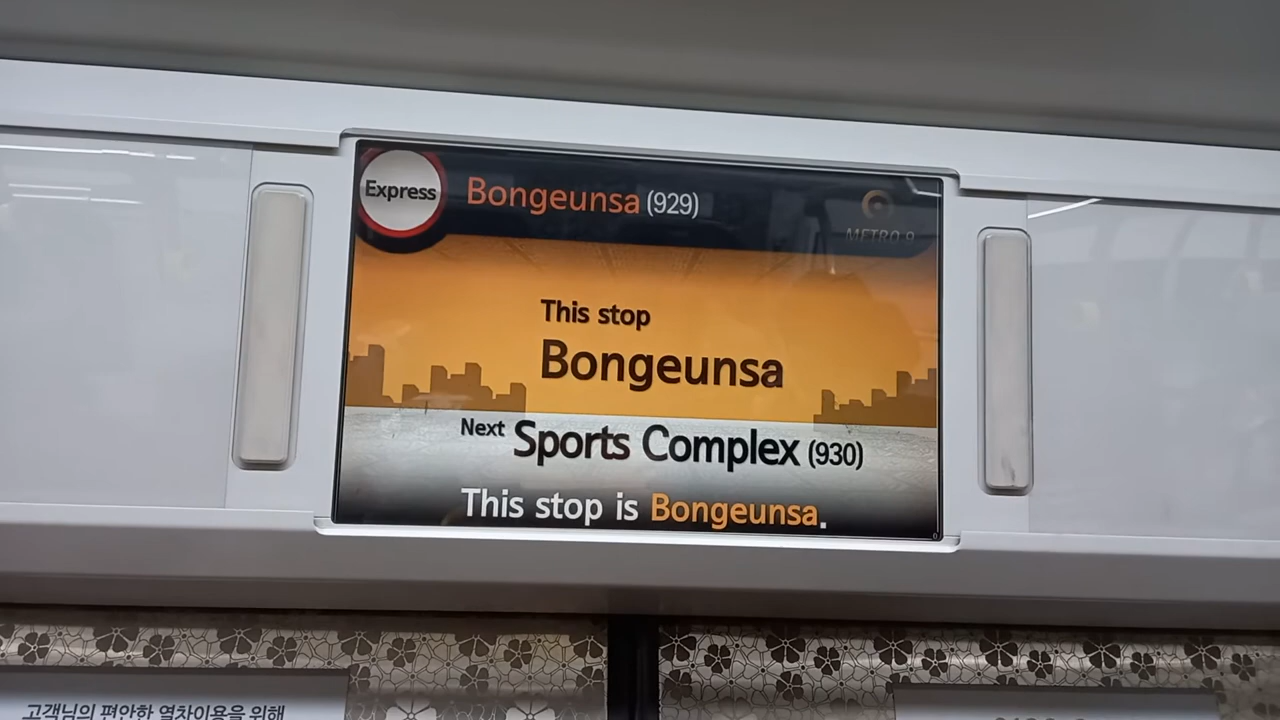 Express
Bongeunsa (929)
METRO 9
This stop
Bongeunsa
Next Sports Complex (930)
This stop is Bongeunsa.
고객님의 편안한 열차이용을 위해